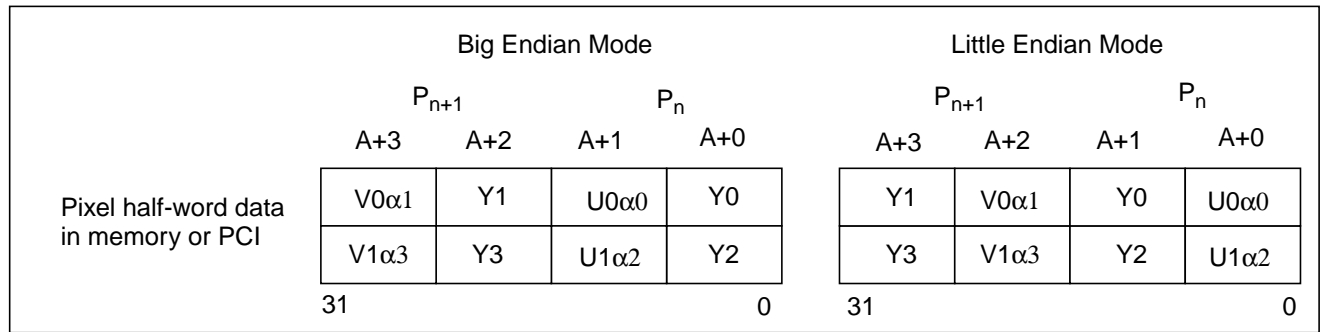 Big Endian Mode Little Endian Mode
Pn+1 Pn Pn+1 Pn
A+3 A+2 A+1 A+0 A+3 A+2 A+1 A+0
Pixel half-word data
in memory or PCI
V0α1 Y1 U0α0 Y0 Y1 V0α1 Y0 U0α0
V1α3 Y3 U1α2 Y2 Y3 V1α3 Y2 U1α2
31 0 31 0